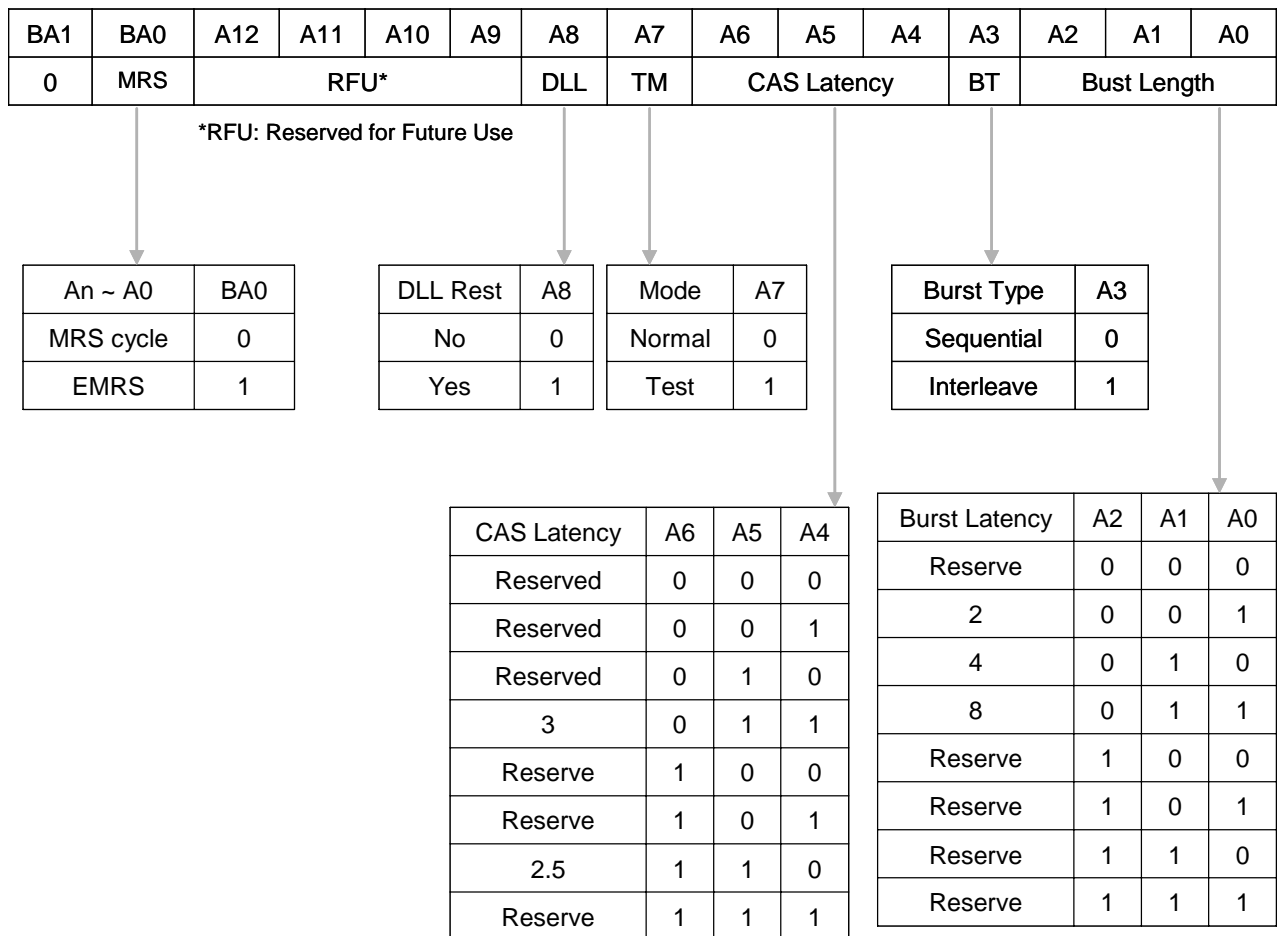 BA1 BA0 A12 A11 A10 A9 A8 A7 A6 A5 A4 A3 A2 A1 A0
0 MRS RFU* DLL TM CAS Latency BT Bust Length
*RFU: Reserved for Future Use
An ~ A0 BA0
MRS cycle 0
EMRS 1
DLL Rest A8
No 0
Yes 1
Mode A7
Normal 0
Test 1
Burst Type A3
Sequential 0
Interleave 1
CAS Latency A6 A5 A4
Reserved 0 0 0
Reserved 0 0 1
Reserved 0 1 0
3 0 1 1
Reserve 1 0 0
Reserve 1 0 1
2.5 1 1 0
Reserve 1 1 1
Burst Latency A2 A1 A0
Reserve 0 0 0
2 0 0 1
4 0 1 0
8 0 1 1
Reserve 1 0 0
Reserve 1 0 1
Reserve 1 1 0
Reserve 1 1 1